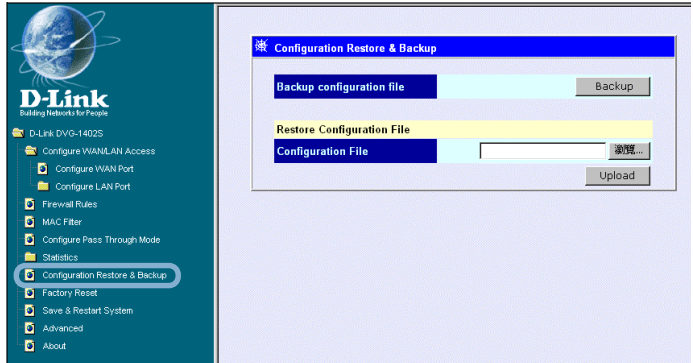 D-Link
Building Networks for People
D-Link DVG-1402S
Configure WAN/LAN Access
Configure WAN Port
Configure LAN Port
Firewall Rules
MAC Filter
Configure Pass Through Mode
Statistics
Configuration Restore & Backup
Factory Reset
Save & Restart System
Advanced
About
Configuration Restore & Backup
Backup configuration file
Backup
Restore Configuration File
Configuration File
瀏覽...
Upload